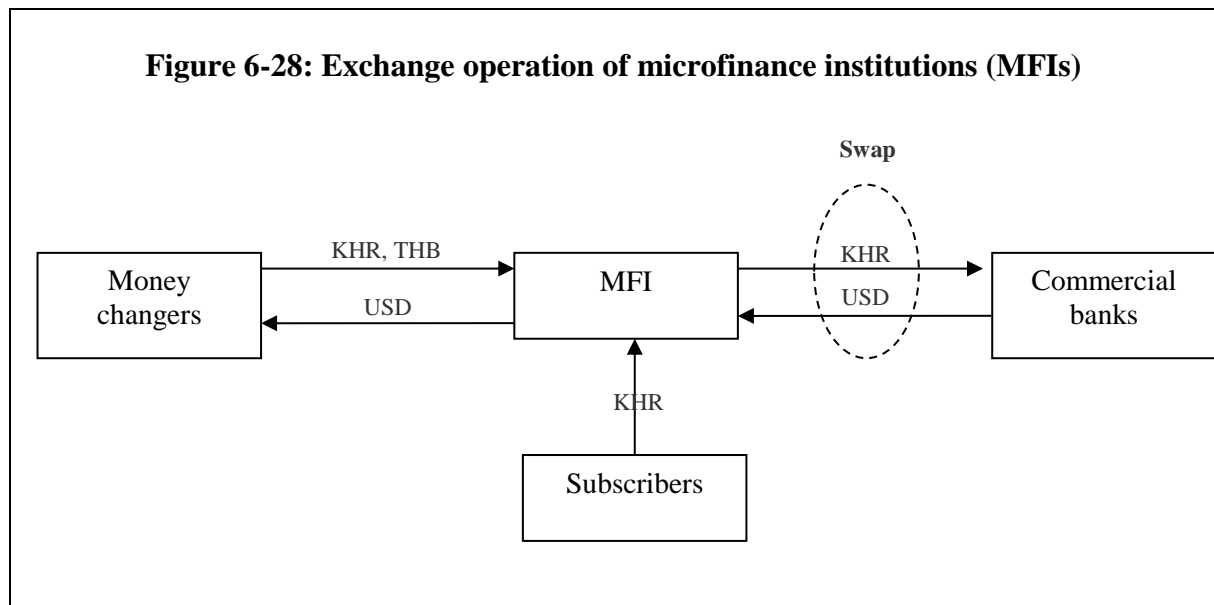 Figure 6-28: Exchange operation of microfinance institutions (MFIs)
Swap
KHR, THB
KHR
Money
changers
MFI
Commercial
banks
USD
USD
KHR
Subscribers